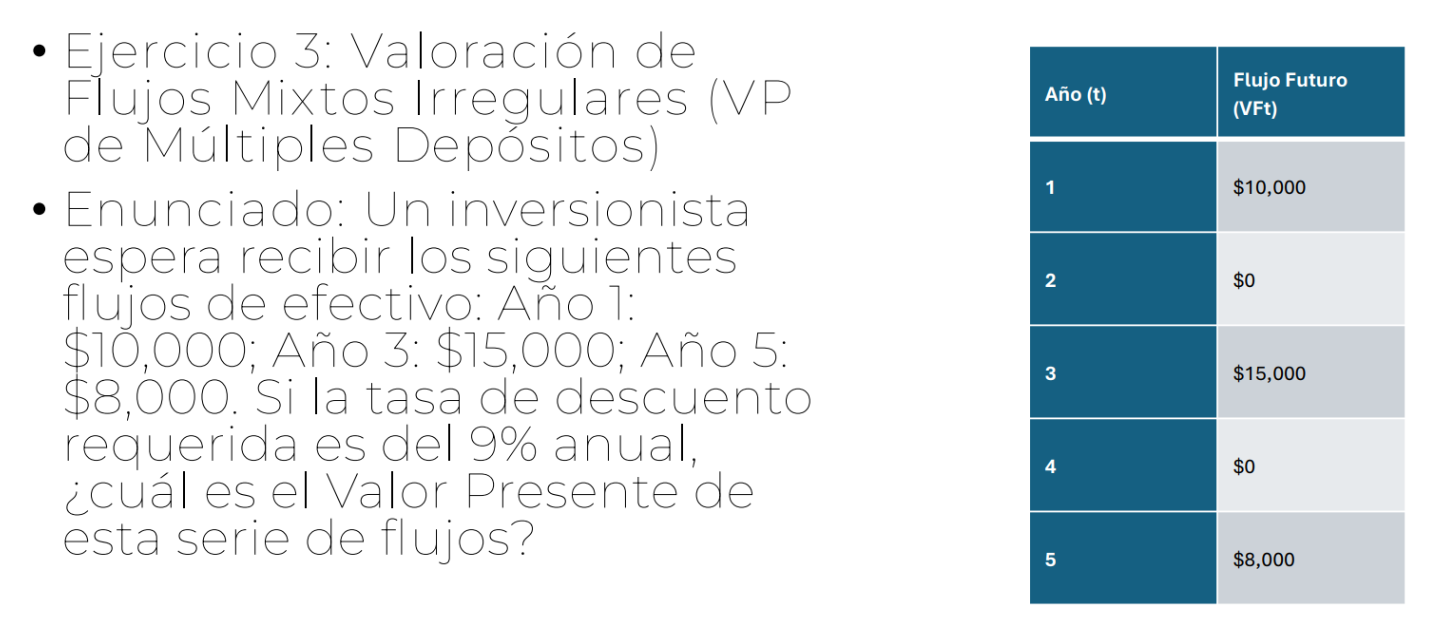 • Ejercicio 3: Valoración de
Flujos Mixtos Irregulares (VP
de Múltiples Depósitos)
• Enunciado: Un inversionista
espera recibir los siguientes
flujos de efectivo: Año 1:
$10,000; Año 3: $15,000; Año 5:
$8,000. Si la tasa de descuento
requerida es del 9% anual,
¿cuál es el Valor Presente de
esta serie de flujos?
Año (t) Flujo Futuro
(VFt)
1 $10,000
2 $0
3 $15,000
4 $0
5 $8,000